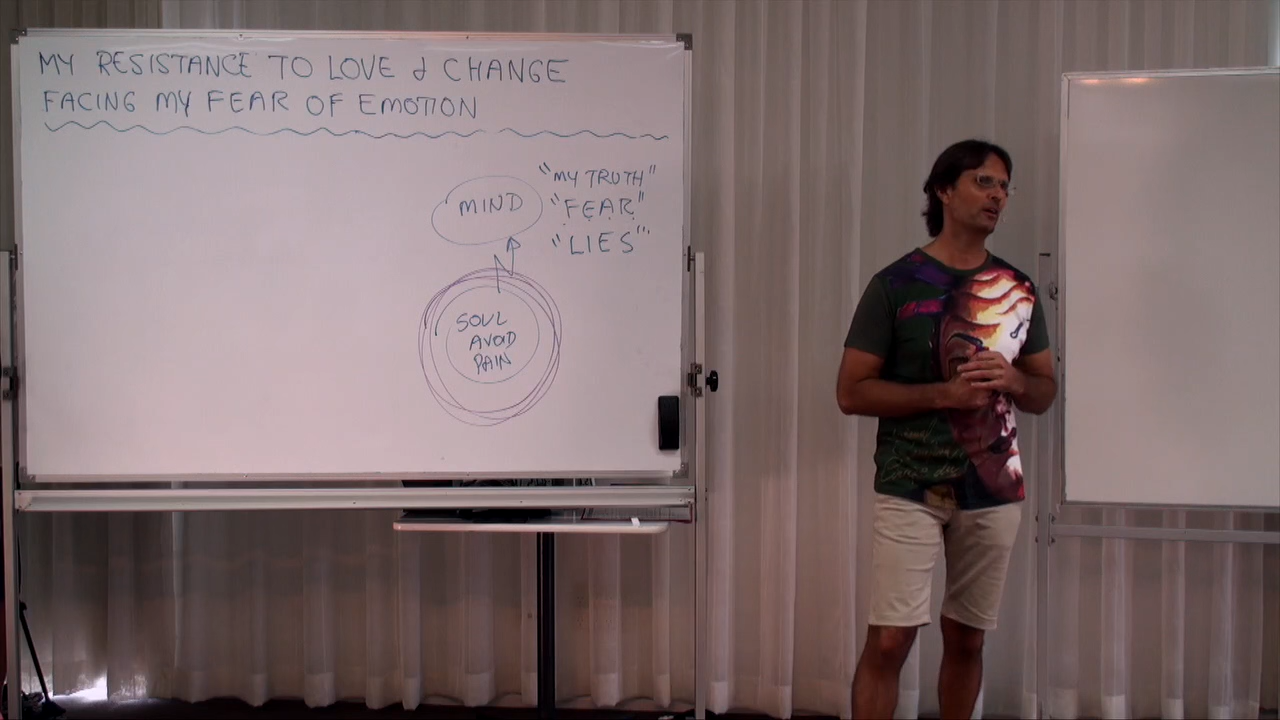 MY RESISTANCE TO LOVE & CHANGE
FACING MY FEAR OF EMOTION
MIND
"MY TRUTH"
"FEAR"
"LIES"
SOUL
AVOID
PAIN